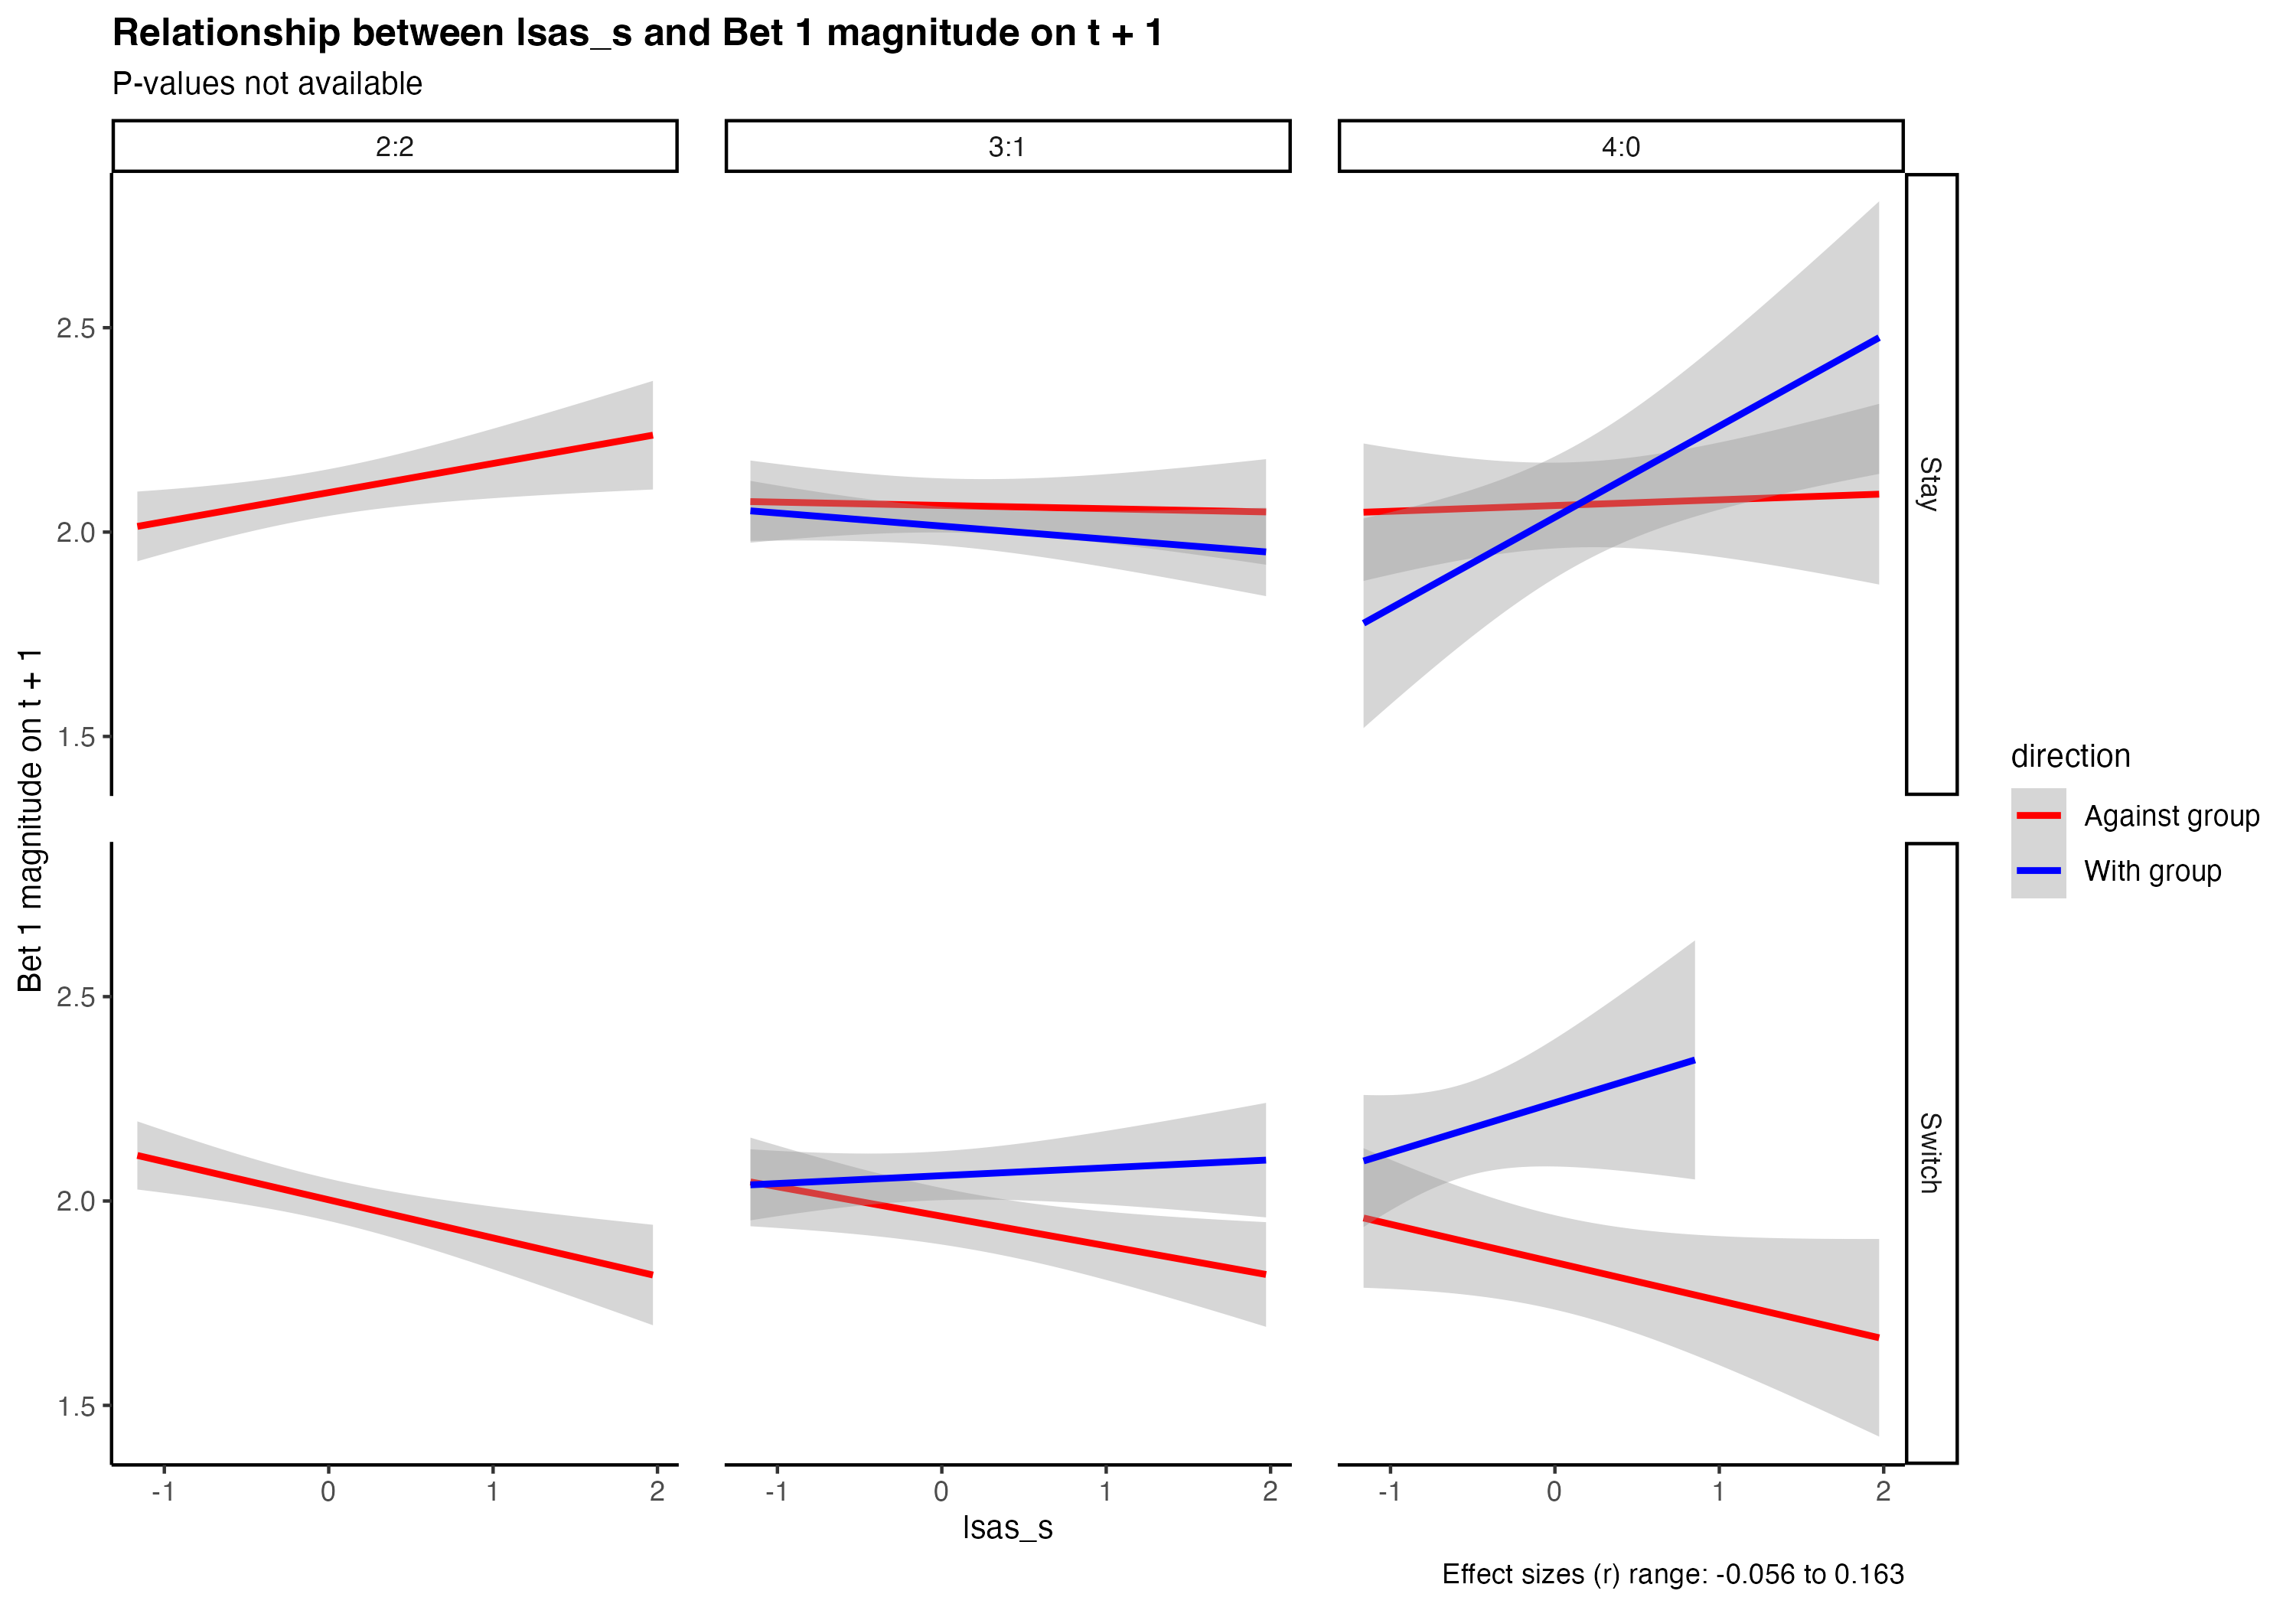 Relationship between lsas_s and Bet 1 magnitude on t + 1
P-values not available
2:2
3:1
4:0
2.5
2.0
1.5
Stay
Bet 1 magnitude on t + 1
2.5
2.0
1.5
Switch
-1 0 1 2
-1 0 1 2
-1 0 1 2
lsas_s
direction
Against group
With group
Effect sizes (r) range: -0.056 to 0.163